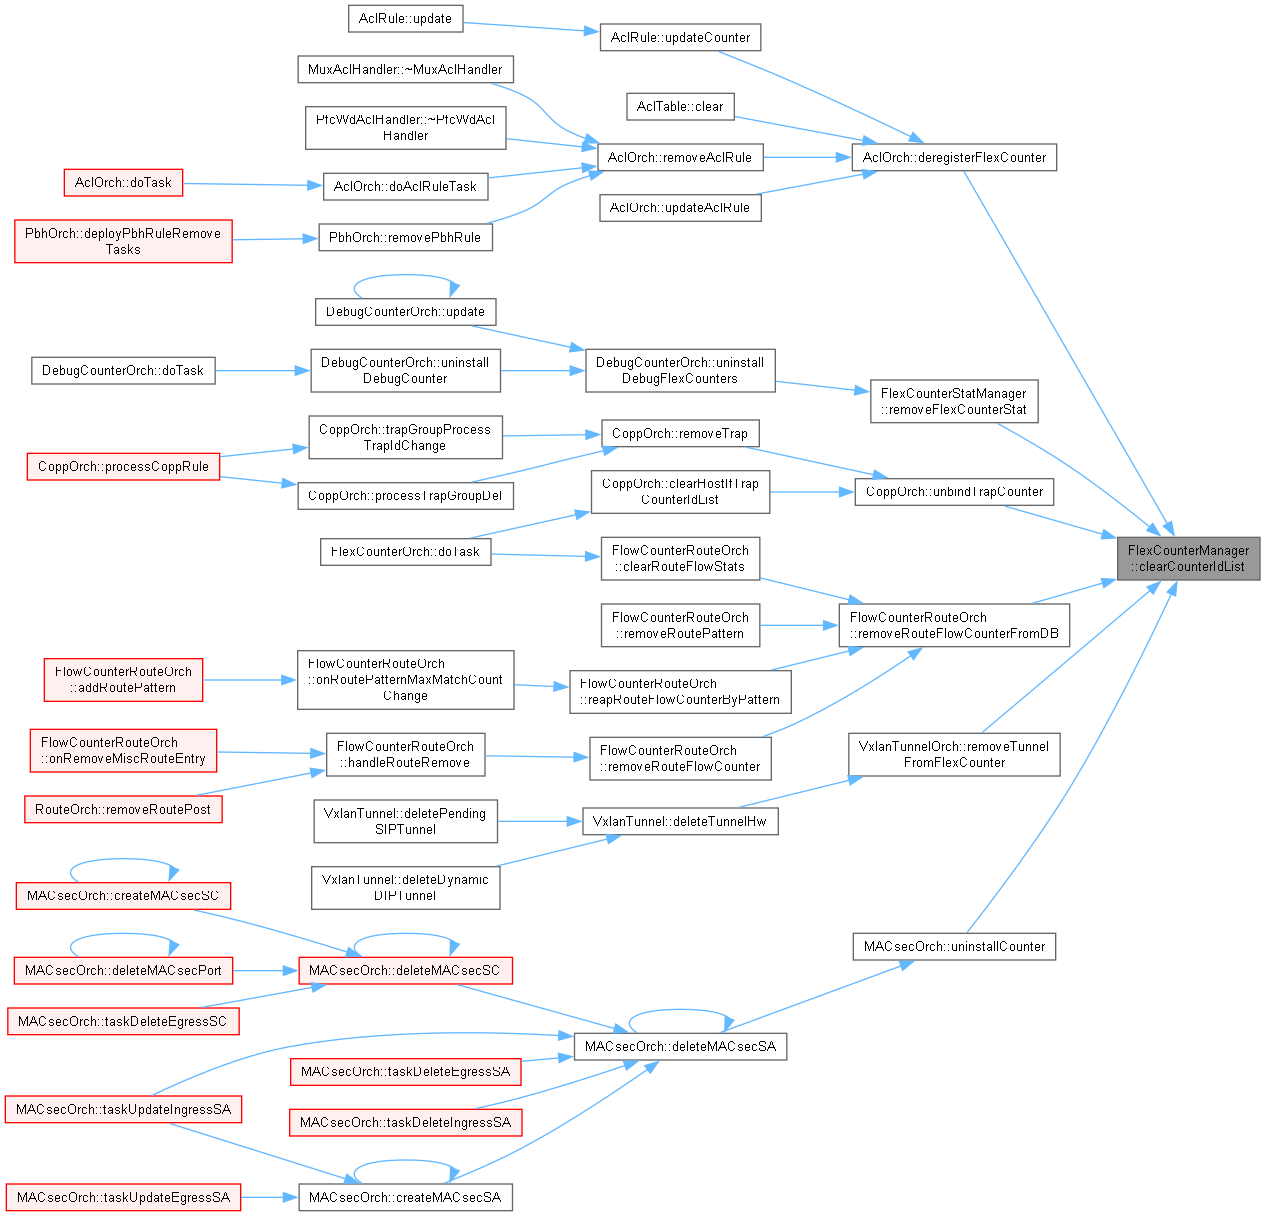 AclRule::update
AclRule::updateCounter
MuxAclHandler::~MuxAclHandler
AclTable::clear
PfcWdAclHandler::~PfcWdAcl
Handler
AclOrch::removeAclRule
AclOrch::deregisterFlexCounter
AclOrch::doTask
AclOrch::doAclRuleTask
AclOrch::updateAclRule
PbhOrch::deployPbhRuleRemove
Tasks
PbhOrch::removePbhRule
DebugCounterOrch::update
DebugCounterOrch::doTask
DebugCounterOrch::uninstall
DebugCounter
DebugCounterOrch::uninstall
DebugFlexCounters
FlexCounterStatManager
::removeFlexCounterStat
CoppOrch::trapGroupProcess
TrapIdChange
CoppOrch::removeTrap
CoppOrch::processCoppRule
CoppOrch::processTrapGroupDel
CoppOrch::clearHostIfTrap
CounterIdList
CoppOrch::unbindTrapCounter
FlexCounterOrch::doTask
FlowCounterRouteOrch
::clearRouteFlowStats
FlexCounterManager
::clearCounterIdList
FlowCounterRouteOrch
::removeRoutePattern
FlowCounterRouteOrch
::removeRouteFlowCounterFromDB
FlowCounterRouteOrch
::addRoutePattern
FlowCounterRouteOrch
::onRoutePatternMaxMatchCount
Change
FlowCounterRouteOrch
::reapRouteFlowCounterByPattern
FlowCounterRouteOrch
::onRemoveMiscRouteEntry
FlowCounterRouteOrch
::handleRouteRemove
FlowCounterRouteOrch
::removeRouteFlowCounter
VxlanTunnelOrch::removeTunnel
FromFlexCounter
RouteOrch::removeRoutePost
VxlanTunnel::deletePending
SIPTunnel
VxlanTunnel::deleteTunnelHw
VxlanTunnel::deleteDynamic
DIPTunnel
MACsecOrch::createMACsecSC
MACsecOrch::uninstallCounter
MACsecOrch::deleteMACsecPort
MACsecOrch::deleteMACsecSC
MACsecOrch::taskDeleteEgressSC
MACsecOrch::deleteMACsecSA
MACsecOrch::taskDeleteEgressSA
MACsecOrch::taskUpdateIngressSA
MACsecOrch::taskDeleteIngressSA
MACsecOrch::taskUpdateEgressSA
MACsecOrch::createMACsecSA